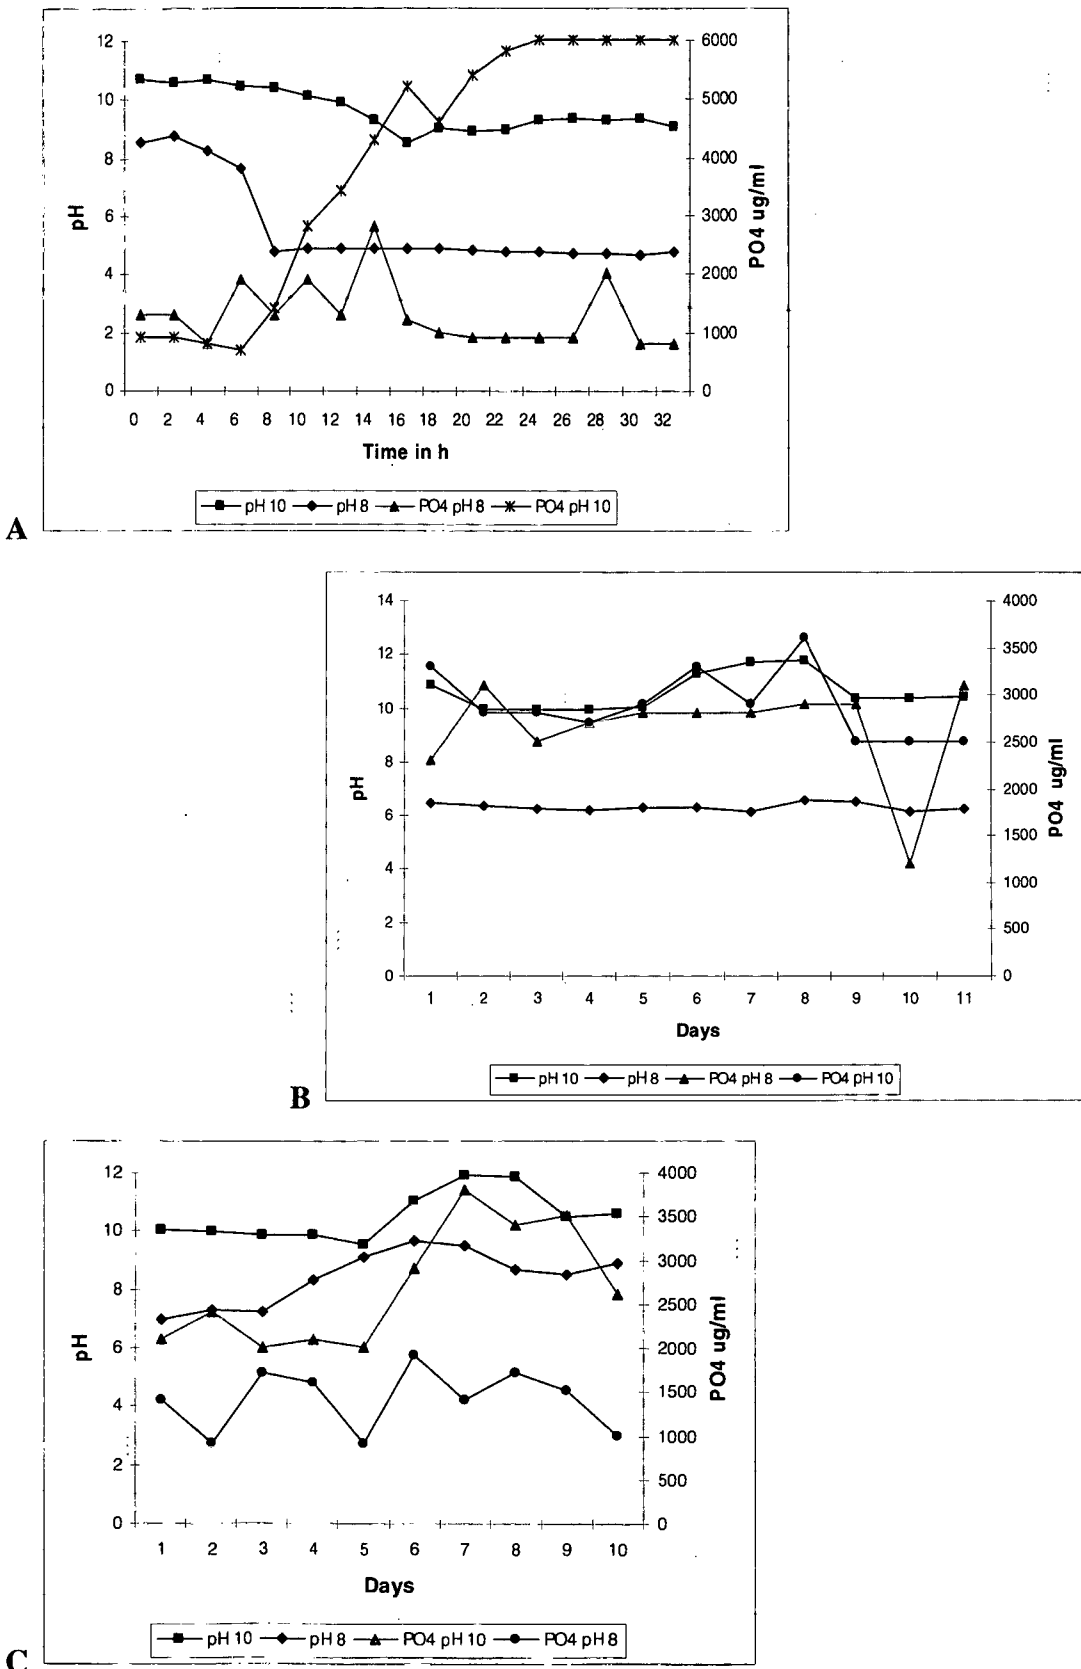 12
10
8
6
4
2
0
pH
6000
5000
4000
3000
2000
1000
0
PO4 ug/ml
0 2 4 6 8 10 12 14 16 18 20 22 24 26 28 30 32
Time in h
pH 10 pH 8 PO4 pH 8 PO4 pH 10
A
14
12
10
8
6
4
2
0
pH
4000
3500
3000
2500
2000
1500
1000
500
0
PO4 ug/ml
1 2 3 4 5 6 7 8 9 10 11
Days
pH 10 pH 8 PO4 pH 8 PO4 pH 10
B
12
10
8
6
4
2
0
pH
4000
3500
3000
2500
2000
1500
1000
500
0
PO4 ug/ml
1 2 3 4 5 6 7 8 9 10
Days
pH 10 pH 8 PO4 pH 10 PO4 pH 8
C